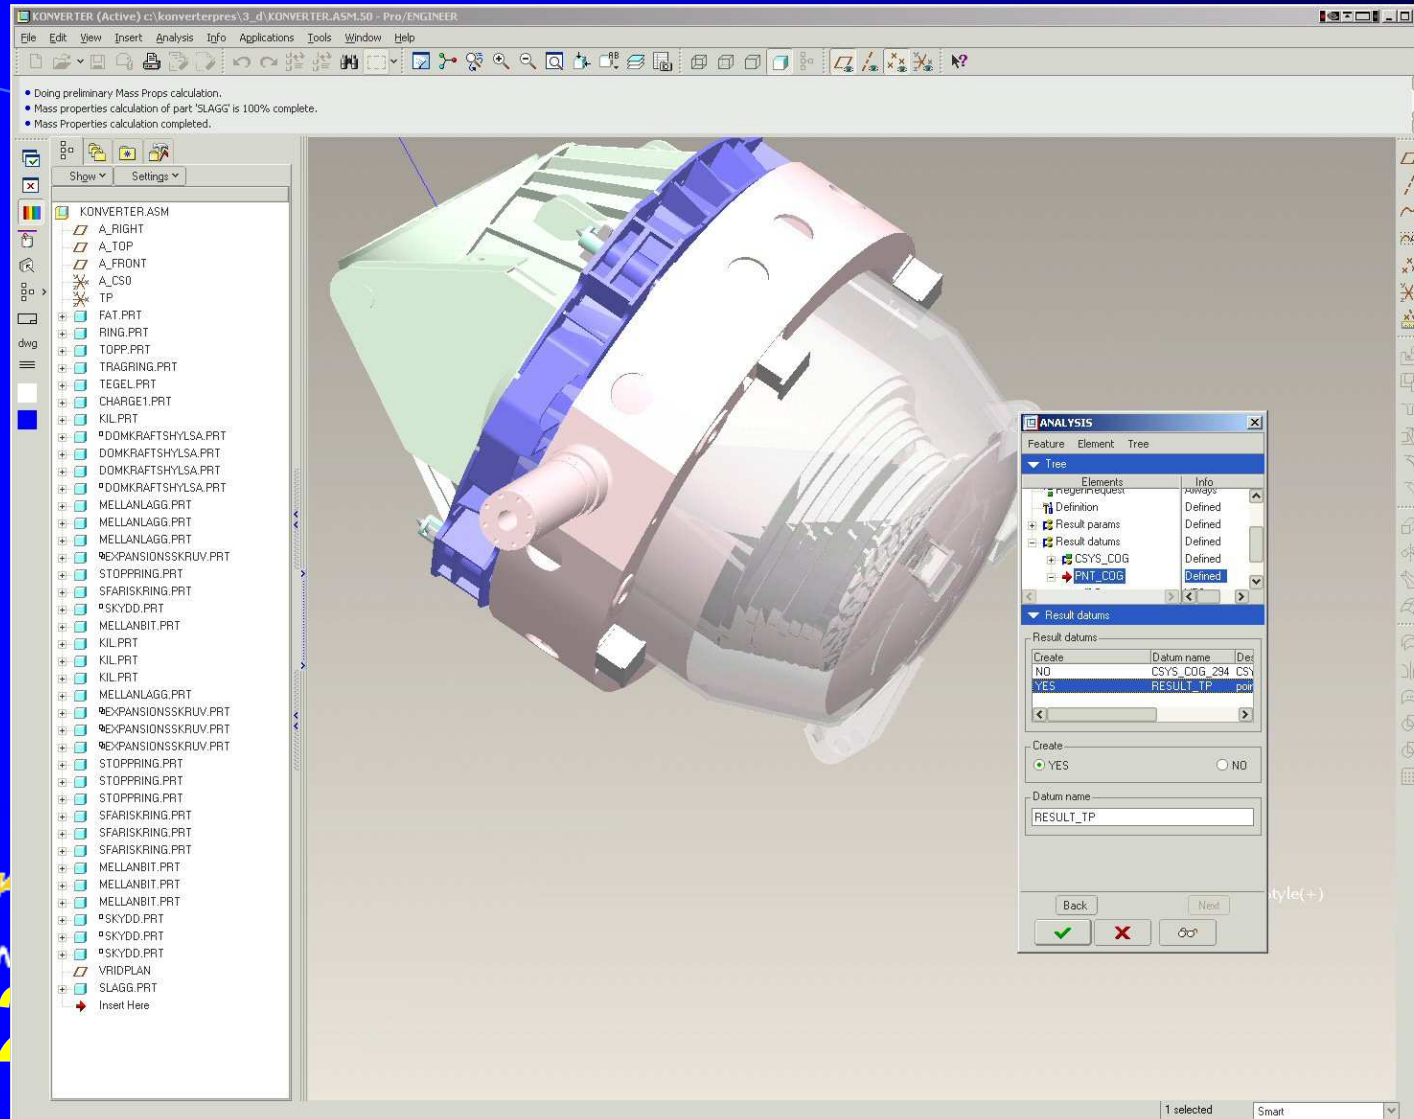 KONVERTER (Active) c:\konverterpres\3_d\KONVERTER.ASM.50 - Pro/ENGINEER
File Edit View Insert Analysis Info Applications Tools Window Help
• Doing preliminary Mass Props calculation.
• Mass properties calculation of part 'SLAGG' is 100% complete.
• Mass Properties calculation completed.
Show Settings
KONVERTER.ASM
A_RIGHT
A_TOP
A_FRONT
A_CS0
TP
FAT.PRT
RING.PRT
TOPP.PRT
TRAGRING.PRT
TEGEL.PRT
CHARGE1.PRT
KIL.PRT
DOMKRAFTSHYLSA.PRT
DOMKRAFTSHYLSA.PRT
DOMKRAFTSHYLSA.PRT
DOMKRAFTSHYLSA.PRT
MELLANLAGG.PRT
MELLANLAGG.PRT
MELLANLAGG.PRT
EXPANSIONSSKRUV.PRT
STOPPRING.PRT
SFARISKRING.PRT
SKYDD.PRT
MELLANBIT.PRT
KIL.PRT
KIL.PRT
KIL.PRT
MELLANLAGG.PRT
EXPANSIONSSKRUV.PRT
EXPANSIONSSKRUV.PRT
EXPANSIONSSKRUV.PRT
STOPPRING.PRT
STOPPRING.PRT
STOPPRING.PRT
SFARISKRING.PRT
SFARISKRING.PRT
SFARISKRING.PRT
MELLANBIT.PRT
MELLANBIT.PRT
MELLANBIT.PRT
SKYDD.PRT
SKYDD.PRT
SKYDD.PRT
VRIDPLAN
SLAGG.PRT
Insert Here
dwg
ANALYSIS
Feature Element Tree
Tree
Elements Info
RegenRequest Always
Definition Defined
Result params Defined
Result datums Defined
CSYS_COG Defined
PNT_COG Defined
Result datums
Result datums
Create Datum name Des
NO CSYS_COG_294 CSY
YES RESULT_TP poin
Create
YES NO
Datum name
RESULT_TP
Back Next
style(+)
1 selected Smart